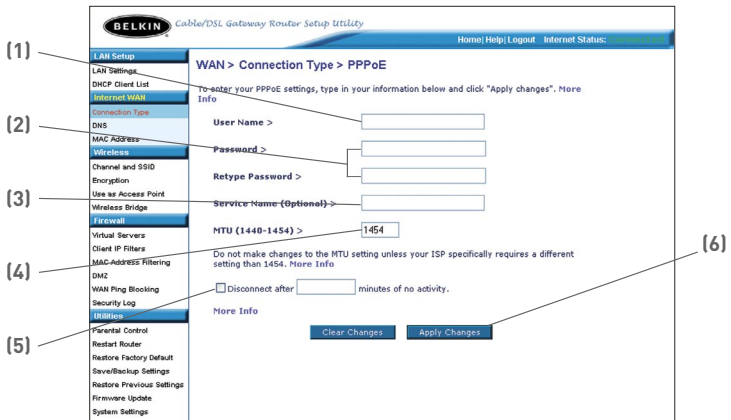 BELKIN
Cable/DSL Gateway Router Setup Utility
Home|Help|Logout Internet Status:
(1)
(2)
(3)
(4)
(5)
(6)
LAN Setup
LAN Settings
DHCP Client List
Internet WAN
Connection Type
DNS
MAC Address
Wireless
Channel and SSID
Encryption
Use as Access Point
Wireless Bridge
Firewall
Virtual Servers
Client IP Filters
MAC Address Filtering
DMZ
WAN Ping Blocking
Security Log
Utilities
Parental Control
Restart Router
Restore Factory Default
Save/Backup Settings
Restore Previous Settings
Firmware Update
System Settings
WAN > Connection Type > PPPoE
To enter your PPPoE settings, type in your information below and click "Apply changes". More
Info
User Name >
Password >
Retype Password >
Service Name (Optional) >
MTU (1440-1454) > 1454
Do not make changes to the MTU setting unless your ISP specifically requires a different
setting than 1454. More Info
Disconnect after minutes of no activity.
More Info
Clear Changes Apply Changes